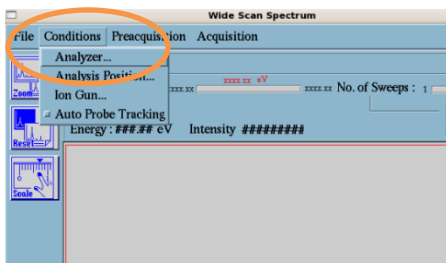 Wide Scan Spectrum
File Conditions Preacquisition Acquisition
Analyzer...
Analysis Position...
Ion Gun...
Auto Probe Tracking
Zoom
Reset
Scale
xxx.xx xxxx.xx eV xxxx.xx No. of Sweeps : 1
Energy : ###.## eV Intensity #########